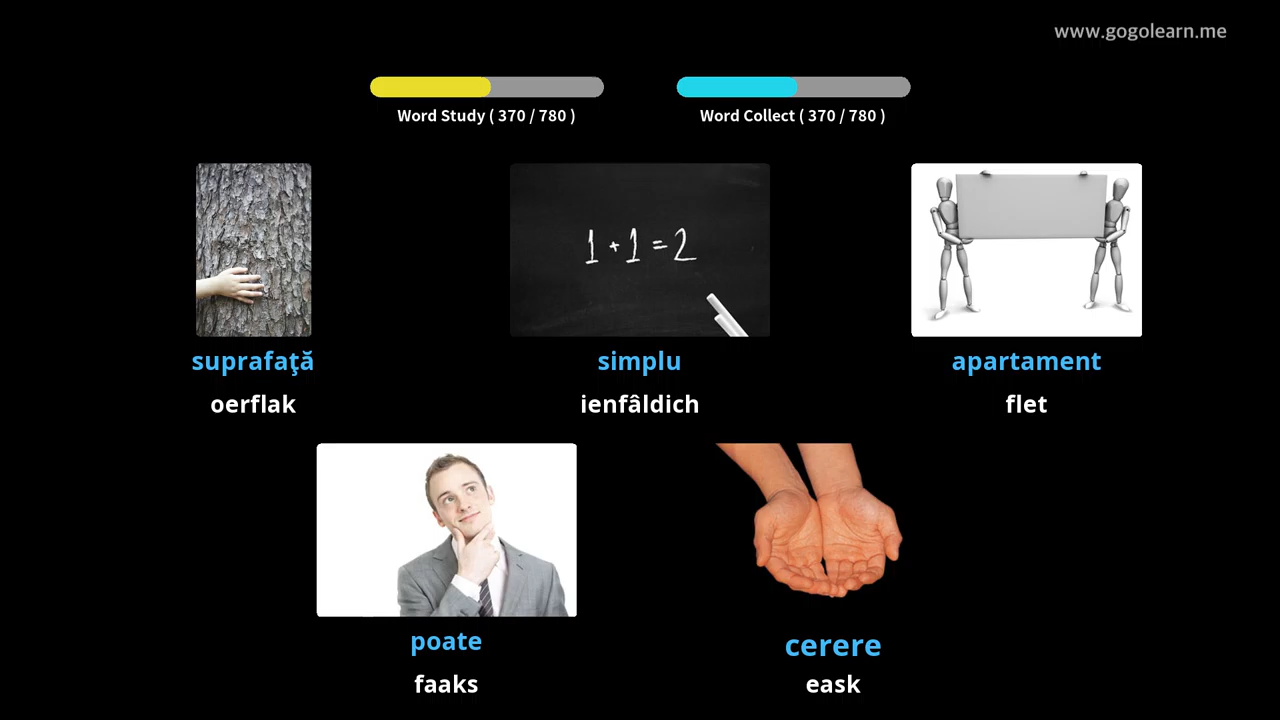 www.gogolearn.me
Word Study ( 370 / 780 )
Word Collect ( 370 / 780 )
1 + 1 = 2
suprafaţă
simplu
apartament
oerflak
ienfâldich
flet
poate
cerere
faaks
eask